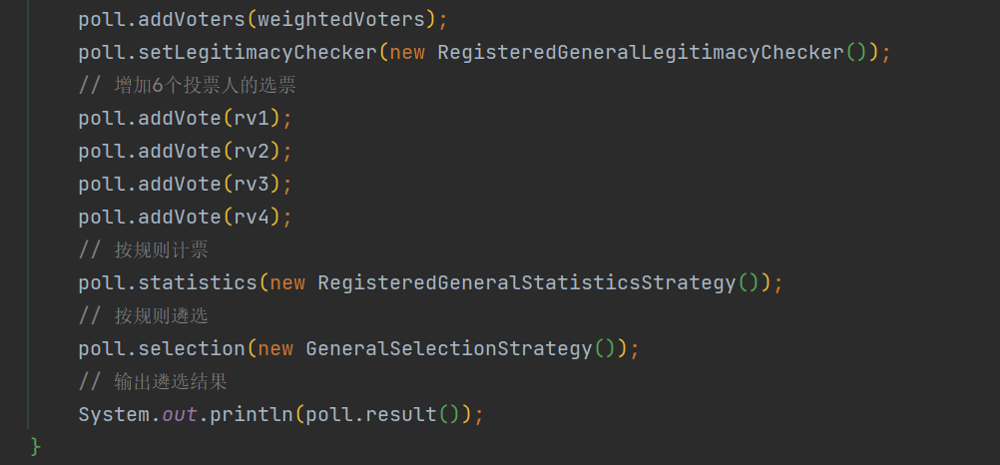 poll.addVoters(weightedVoters);
poll.setLegitimacyChecker(new RegisteredGeneralLegitimacyChecker());
// 增加6个投票人的选票
poll.addVote(rv1);
poll.addVote(rv2);
poll.addVote(rv3);
poll.addVote(rv4);
// 按规则计票
poll.statistics(new RegisteredGeneralStatisticsStrategy());
// 按规则遴选
poll.selection(new GeneralSelectionStrategy());
// 输出遴选结果
System.out.println(poll.result());
}